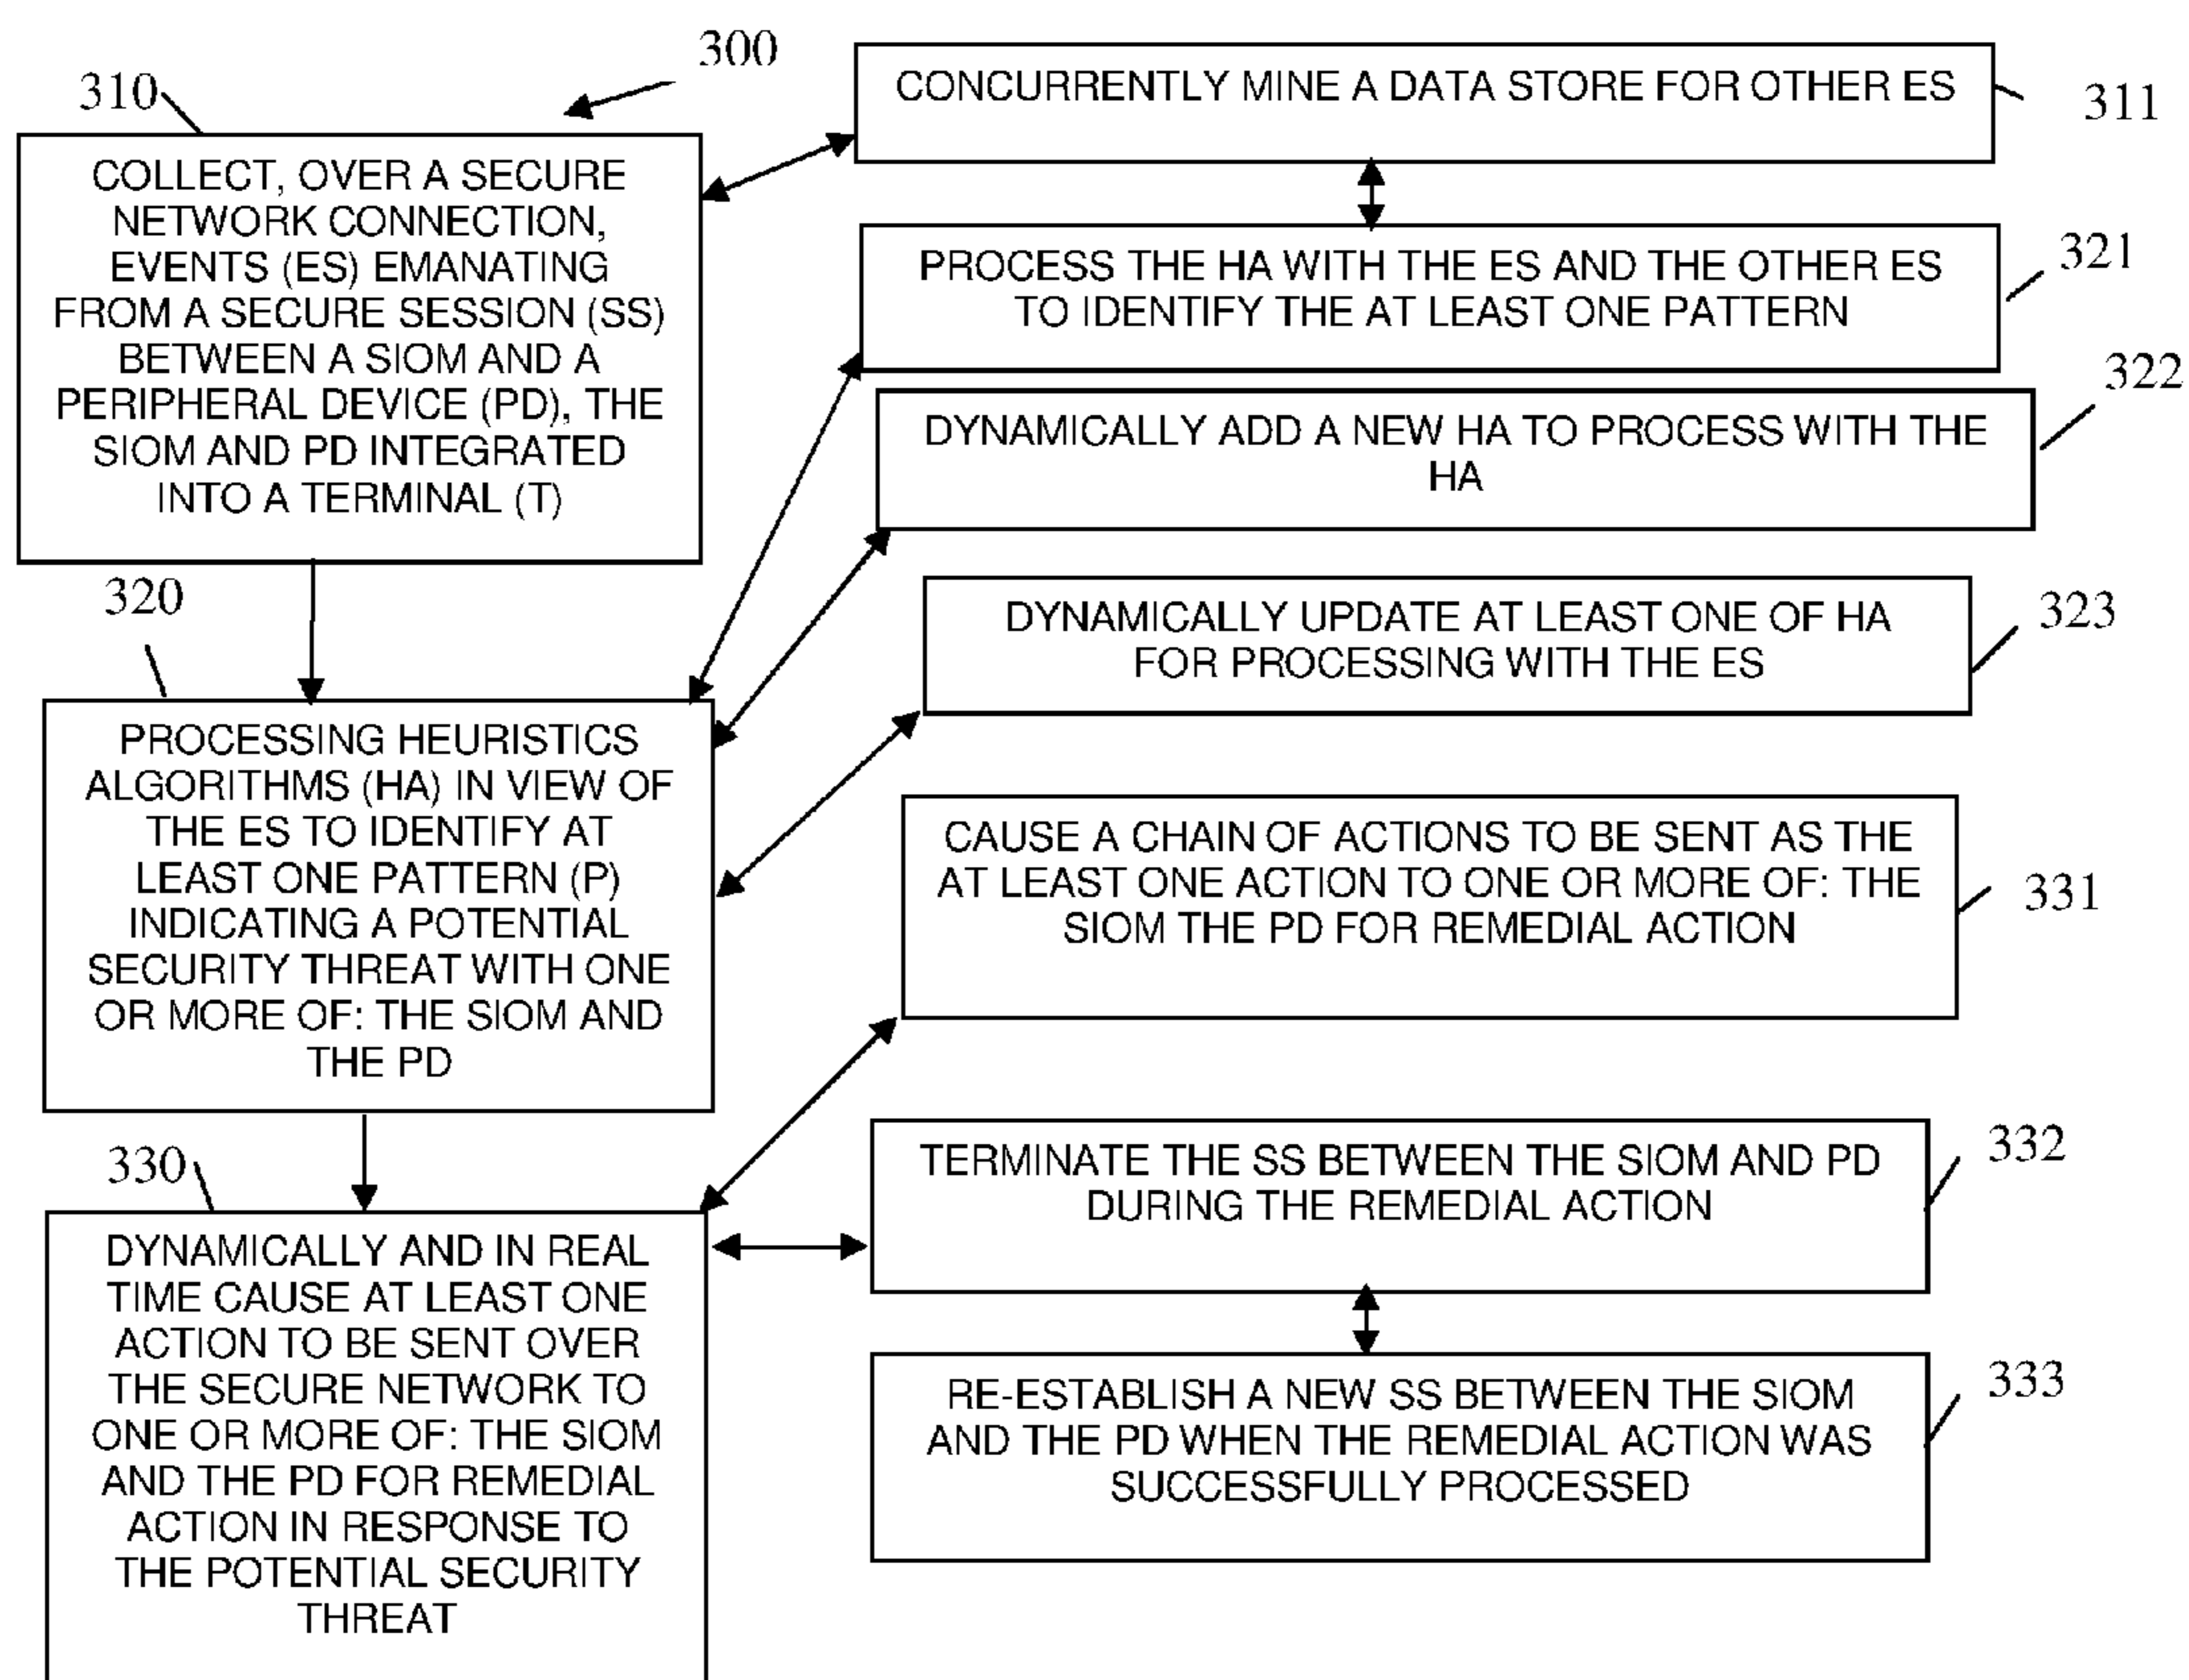 300
310
COLLECT, OVER A SECURE
NETWORK CONNECTION,
EVENTS (ES) EMANATING
FROM A SECURE SESSION (SS)
BETWEEN A SIOM AND A
PERIPHERAL DEVICE (PD), THE
SIOM AND PD INTEGRATED
INTO A TERMINAL (T)
CONCURRENTLY MINE A DATA STORE FOR OTHER ES
311
PROCESS THE HA WITH THE ES AND THE OTHER ES
TO IDENTIFY THE AT LEAST ONE PATTERN
321
DYNAMICALLY ADD A NEW HA TO PROCESS WITH THE
HA
322
320
PROCESSING HEURISTICS
ALGORITHMS (HA) IN VIEW OF
THE ES TO IDENTIFY AT
LEAST ONE PATTERN (P)
INDICATING A POTENTIAL
SECURITY THREAT WITH ONE
OR MORE OF: THE SIOM AND
THE PD
DYNAMICALLY UPDATE AT LEAST ONE OF HA
FOR PROCESSING WITH THE ES
323
CAUSE A CHAIN OF ACTIONS TO BE SENT AS THE
AT LEAST ONE ACTION TO ONE OR MORE OF: THE
SIOM THE PD FOR REMEDIAL ACTION
331
330
DYNAMICALLY AND IN REAL
TIME CAUSE AT LEAST ONE
ACTION TO BE SENT OVER
THE SECURE NETWORK TO
ONE OR MORE OF: THE SIOM
AND THE PD FOR REMEDIAL
ACTION IN RESPONSE TO
THE POTENTIAL SECURITY
THREAT
TERMINATE THE SS BETWEEN THE SIOM AND PD
DURING THE REMEDIAL ACTION
332
RE-ESTABLISH A NEW SS BETWEEN THE SIOM
AND THE PD WHEN THE REMEDIAL ACTION WAS
SUCCESSFULLY PROCESSED
333